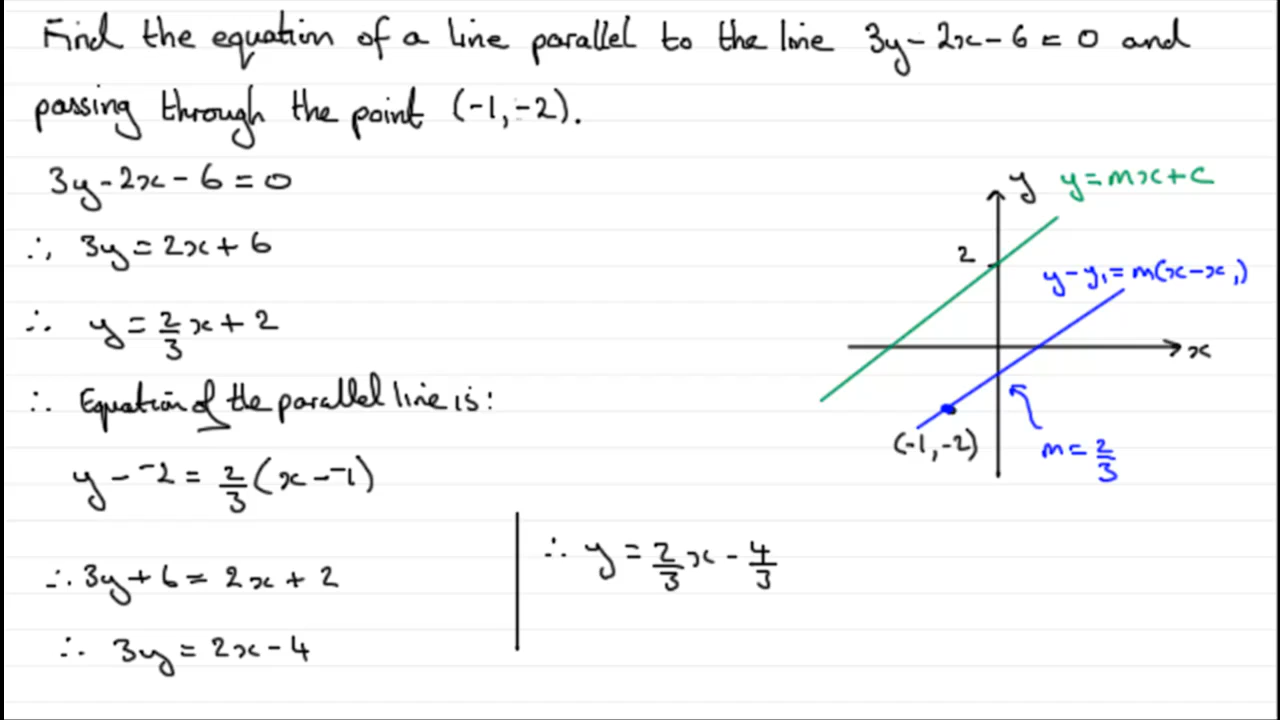 Find the equation of a line parallel to the line 3y - 2x - 6 = 0 and
passing through the point (-1, -2).
3y - 2x - 6 = 0
∴ 3y = 2x + 6
∴ y = 2/3 x + 2
∴ Equation of the parallel line is:
y - -2 = 2/3 (x - -1)
∴ 3y + 6 = 2x + 2
∴ 3y = 2x - 4
∴ y = 2/3 x - 4/3
y
y = mx + c
2
y - y₁ = m(x - x₁)
x
(-1, -2)
m = 2/3